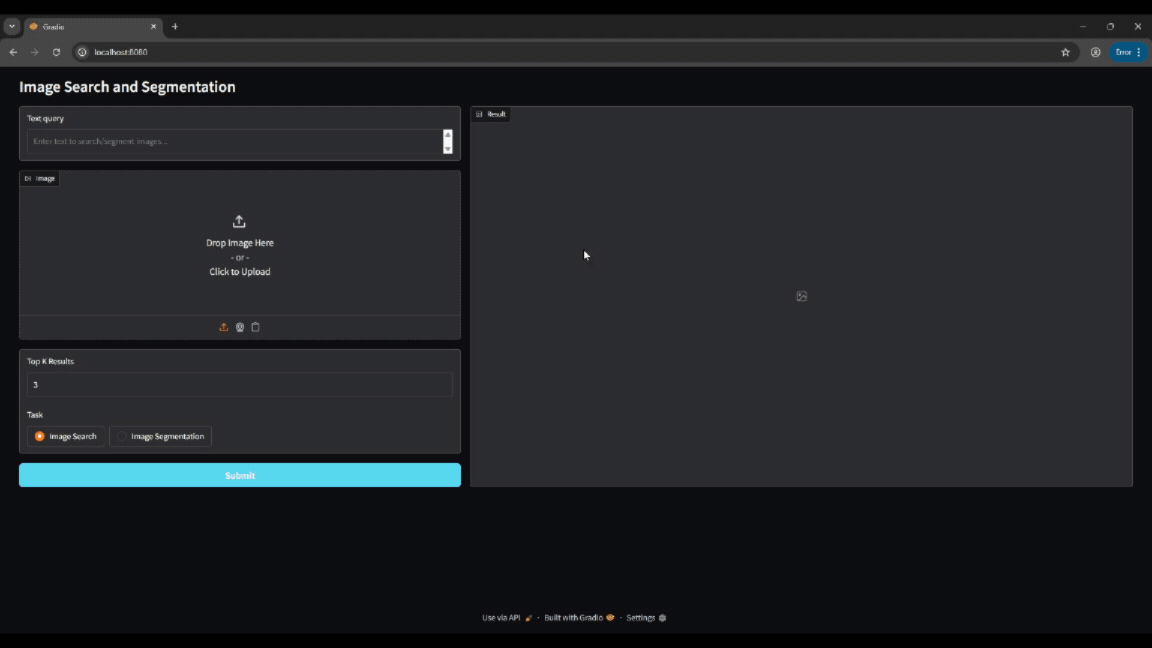 Gradio
localhost:8080
Error
Image Search and Segmentation
Text query
Enter text to search/segment images...
Image
Drop Image Here
- or -
Click to Upload
Top K Results
3
Task
Image Search
Image Segmentation
Submit
Result
Use via API · Built with Gradio · Settings